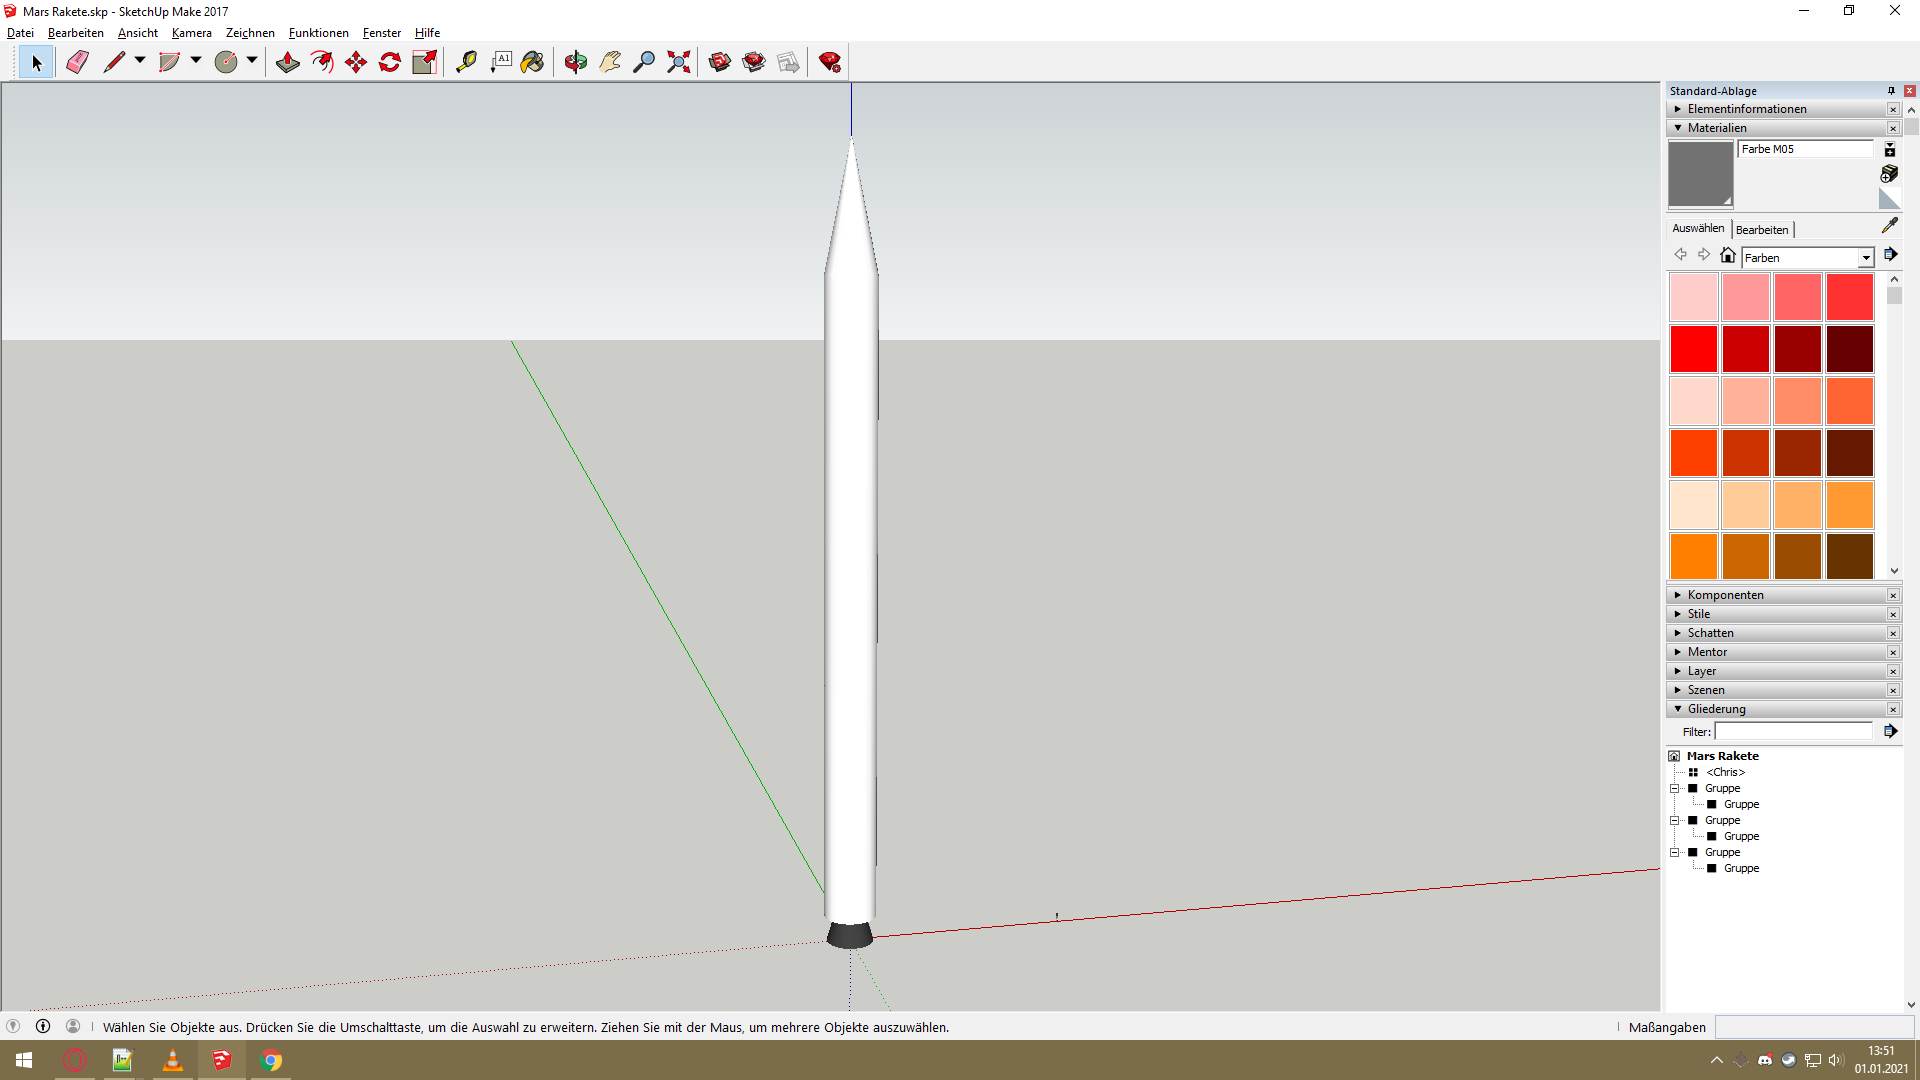 Mars Rakete.skp - SketchUp Make 2017
Datei Bearbeiten Ansicht Kamera Zeichnen Funktionen Fenster Hilfe
A1
Standard-Ablage
Elementinformationen
Materialien
Farbe M05
Auswählen Bearbeiten
Farben
Komponenten
Stile
Schatten
Mentor
Layer
Szenen
Gliederung
Filter:
Mars Rakete
<Chris>
Gruppe
Gruppe
Gruppe
Gruppe
Gruppe
Gruppe
Wählen Sie Objekte aus. Drücken Sie die Umschalttaste, um die Auswahl zu erweitern. Ziehen Sie mit der Maus, um mehrere Objekte auszuwählen.
Maßangaben
13:51
01.01.2021